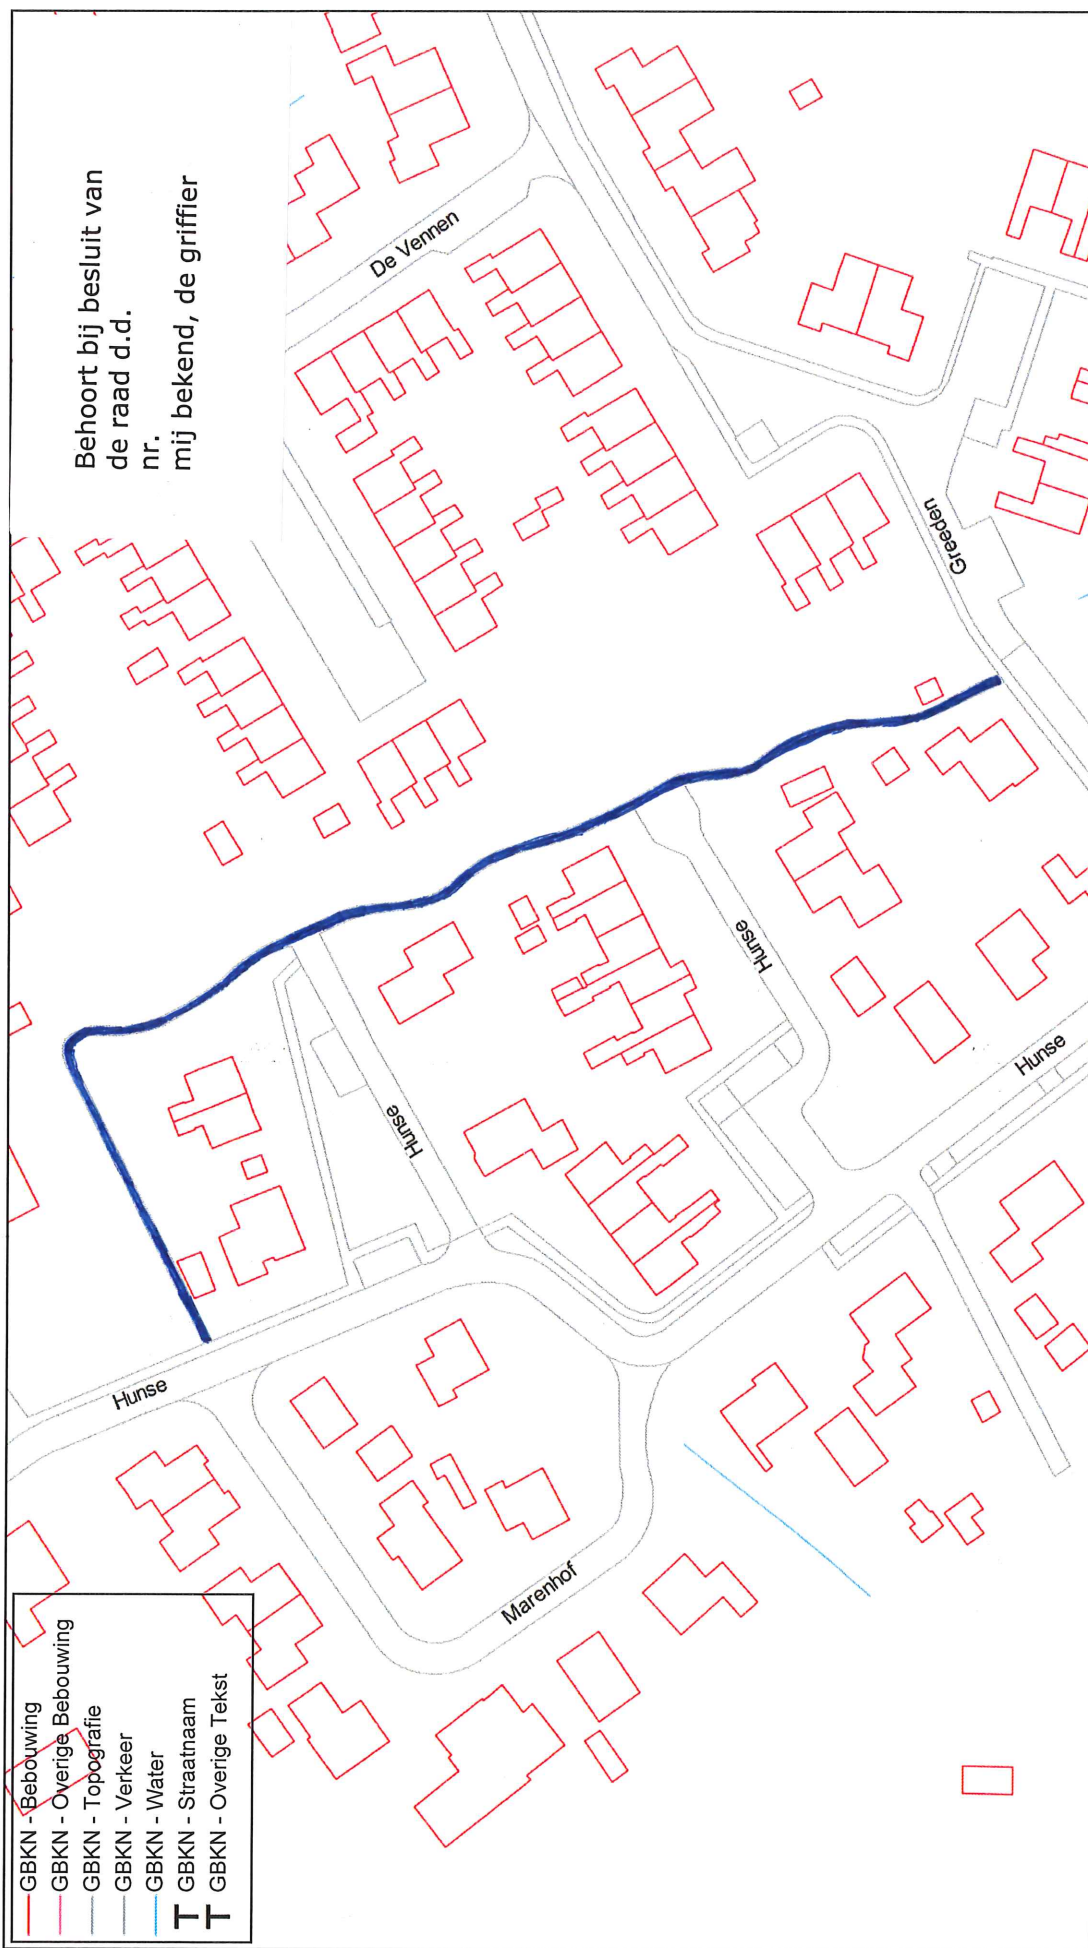 Behoort bij besluit van
de raad d.d.
nr.
mij bekend, de griffier
De Vennen
Greeden
Hunse
Hunse
Hunse
Hunse
Marenhof
GBKN - Bebouwing
GBKN - Overige Bebouwing
GBKN - Topografie
GBKN - Verkeer
GBKN - Water
T GBKN - Straatnaam
T GBKN - Overige Tekst